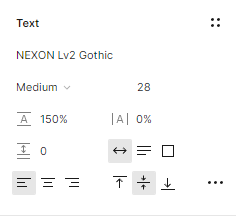 Text
NEXON Lv2 Gothic
Medium 28
A 150% A 0%
0